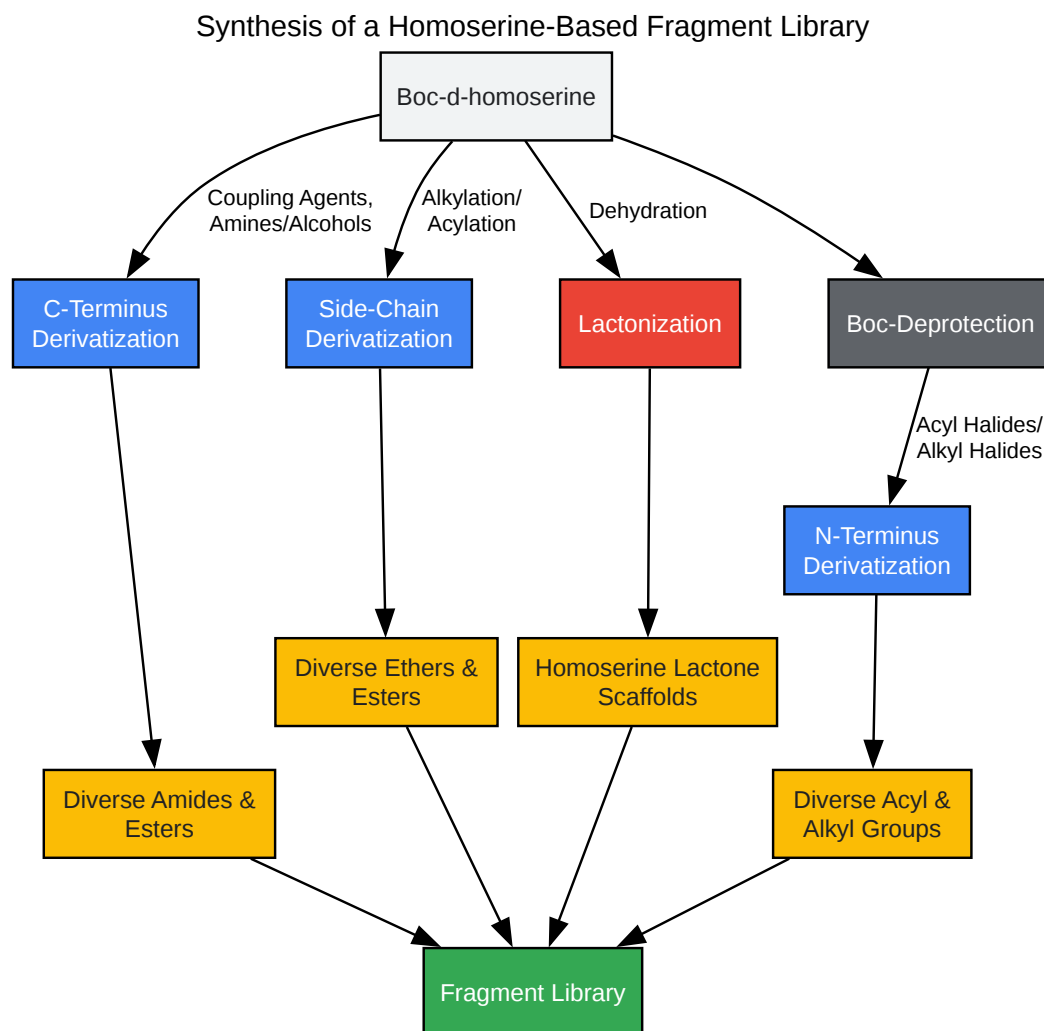 Synthesis of a Homoserine-Based Fragment Library
Boc-d-homoserine
Coupling Agents,
Amines/Alcohols
Alkylation/
Acylation
Dehydration
C-Terminus
Derivatization
Side-Chain
Derivatization
Lactonization
Boc-Deprotection
Acyl Halides/
Alkyl Halides
N-Terminus
Derivatization
Diverse Ethers &
Esters
Homoserine Lactone
Scaffolds
Diverse Amides &
Esters
Diverse Acyl &
Alkyl Groups
Fragment Library